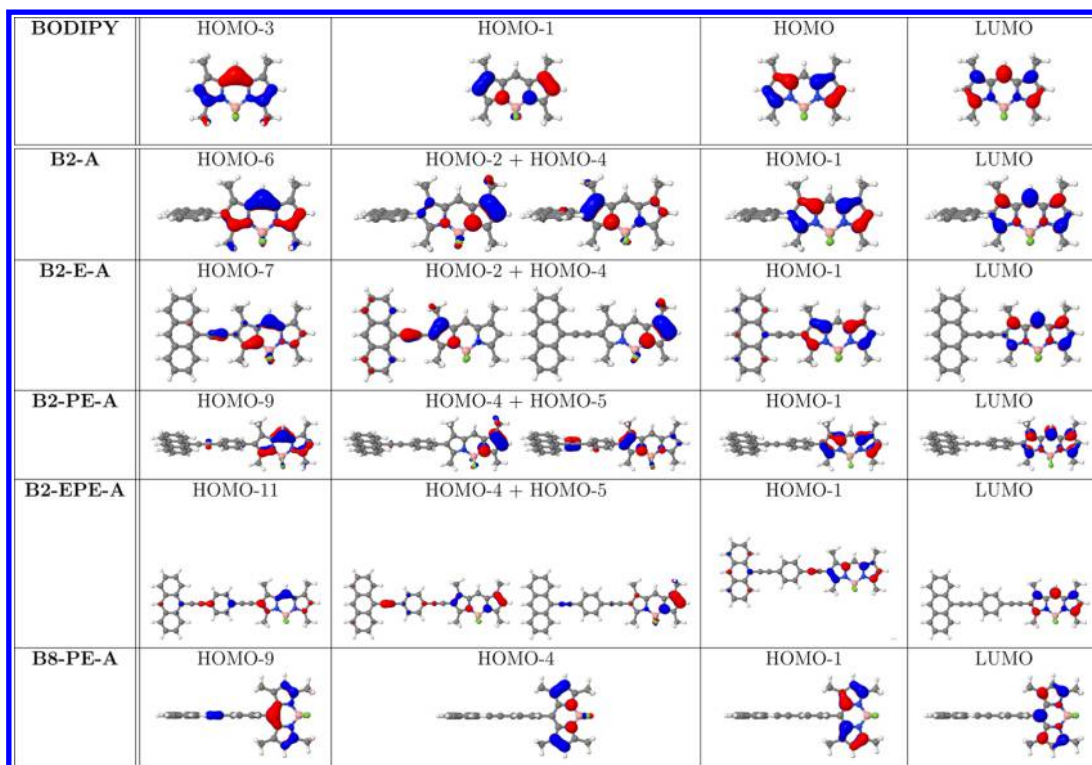 BODIPY HOMO-3 HOMO-1 HOMO LUMO
B2-A HOMO-6 HOMO-2 + HOMO-4 HOMO-1 LUMO
B2-E-A HOMO-7 HOMO-2 + HOMO-4 HOMO-1 LUMO
B2-PE-A HOMO-9 HOMO-4 + HOMO-5 HOMO-1 LUMO
B2-EPE-A HOMO-11 HOMO-4 + HOMO-5 HOMO-1 LUMO
B8-PE-A HOMO-9 HOMO-4 HOMO-1 LUMO